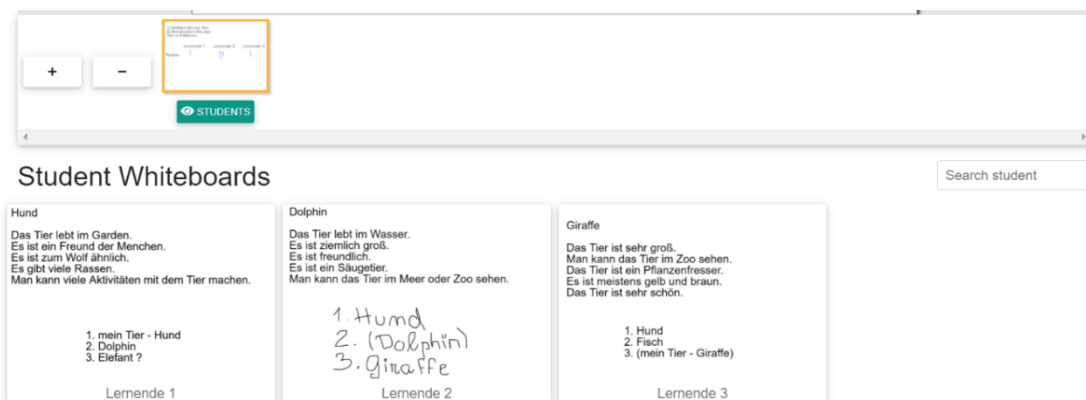 +
−
Lernende 1 Lernende 2 Lernende 3
STUDENTS
Student Whiteboards
Search student
Hund
Das Tier lebt im Garden.
Es ist ein Freund der Menchen.
Es ist zum Wolf ähnlich.
Es gibt viele Rassen.
Man kann viele Aktivitäten mit dem Tier machen.
1. mein Tier - Hund
2. Dolphin
3. Elefant ?
Lernende 1
Dolphin
Das Tier lebt im Wasser.
Es ist ziemlich groß.
Es ist freundlich.
Es ist ein Säugetier.
Man kann das Tier im Meer oder Zoo sehen.
1. Hund
2. (Dolphin)
3. Giraffe
Lernende 2
Giraffe
Das Tier ist sehr groß.
Man kann das Tier im Zoo sehen.
Das Tier ist ein Pflanzenfresser.
Es ist meistens gelb und braun.
Das Tier ist sehr schön.
1. Hund
2. Fisch
3. (mein Tier - Giraffe)
Lernende 3